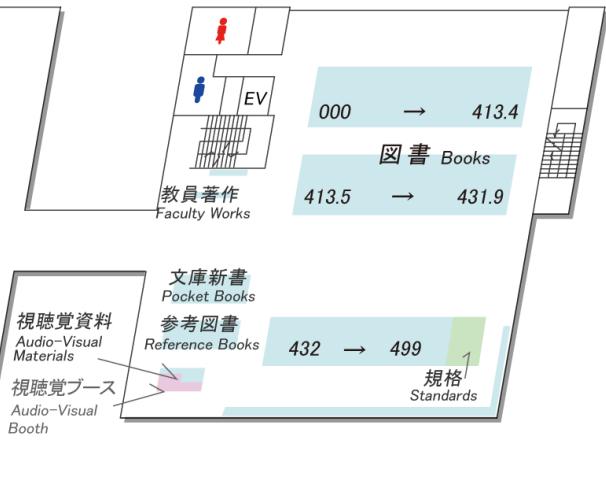 EV
000 → 413.4
図書 Books
413.5 → 431.9
教員著作
Faculty Works
文庫新書
Pocket Books
参考図書
Reference Books
432 → 499
規格
Standards
視聴覚資料
Audio-Visual
Materials
視聴覚ブース
Audio-Visual
Booth